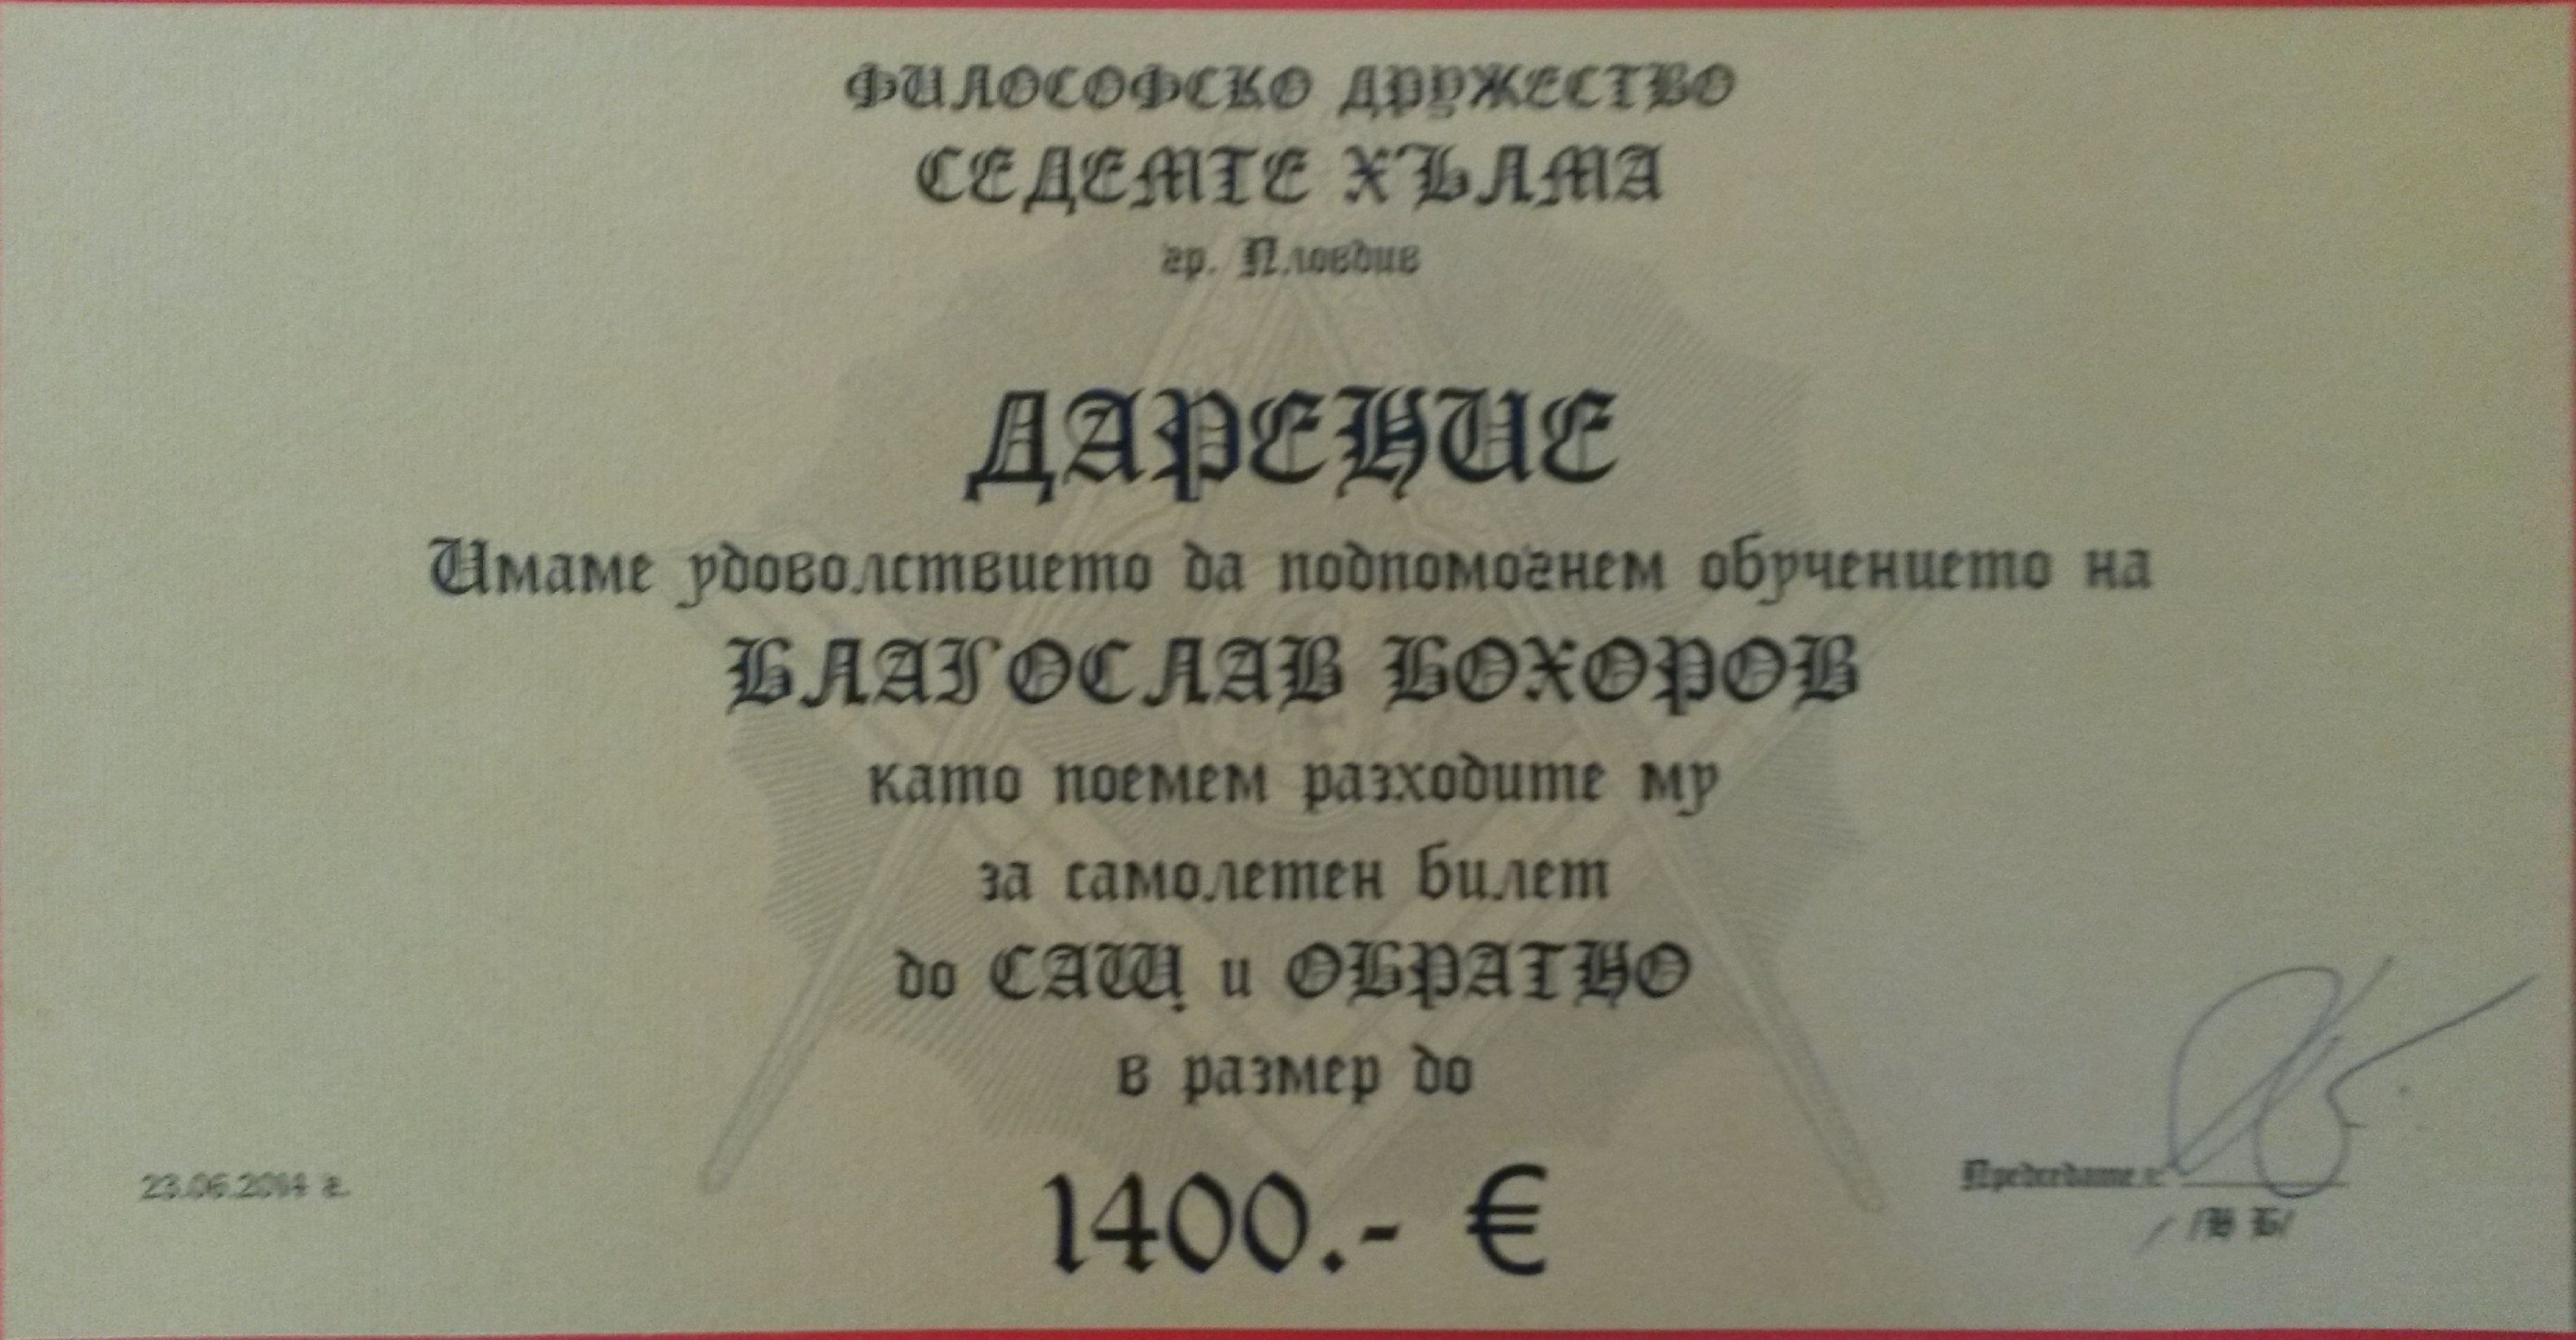 ФИЛОСОФСКО ДРУЖЕСТВО
СЕДЕМТЕ ХЪЛМА
гр. Пловдив
ДАРЕНИЕ
Имаме удоволствието да подпомогнем обучението на
БЛАГОСЛАВ БОХОРОВ
като поемем разходите му
за самолетен билет
до САЩ и ОБРАТНО
в размер до
1400.- €
23.06.2014 г.
Председател: